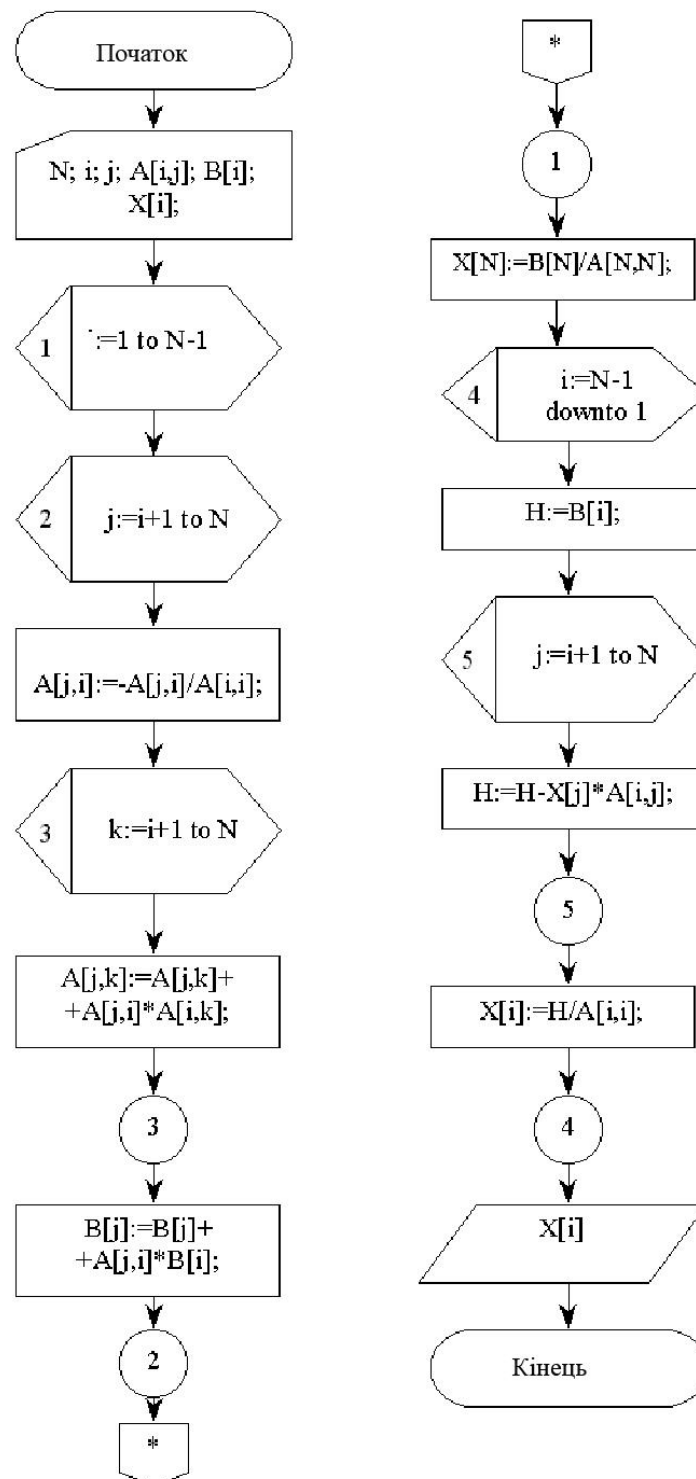 Початок
N; i; j; A[i,j]; B[i];
X[i];
1
:=1 to N-1
2
j:=i+1 to N
A[j,i]:=-A[j,i]/A[i,i];
3
k:=i+1 to N
A[j,k]:=A[j,k]+
+A[j,i]*A[i,k];
3
B[j]:=B[j]+
+A[j,i]*B[i];
2
*
*
1
X[N]:=B[N]/A[N,N];
4
i:=N-1
downto 1
H:=B[i];
5
j:=i+1 to N
H:=H-X[j]*A[i,j];
5
X[i]:=H/A[i,i];
4
X[i]
Кінець